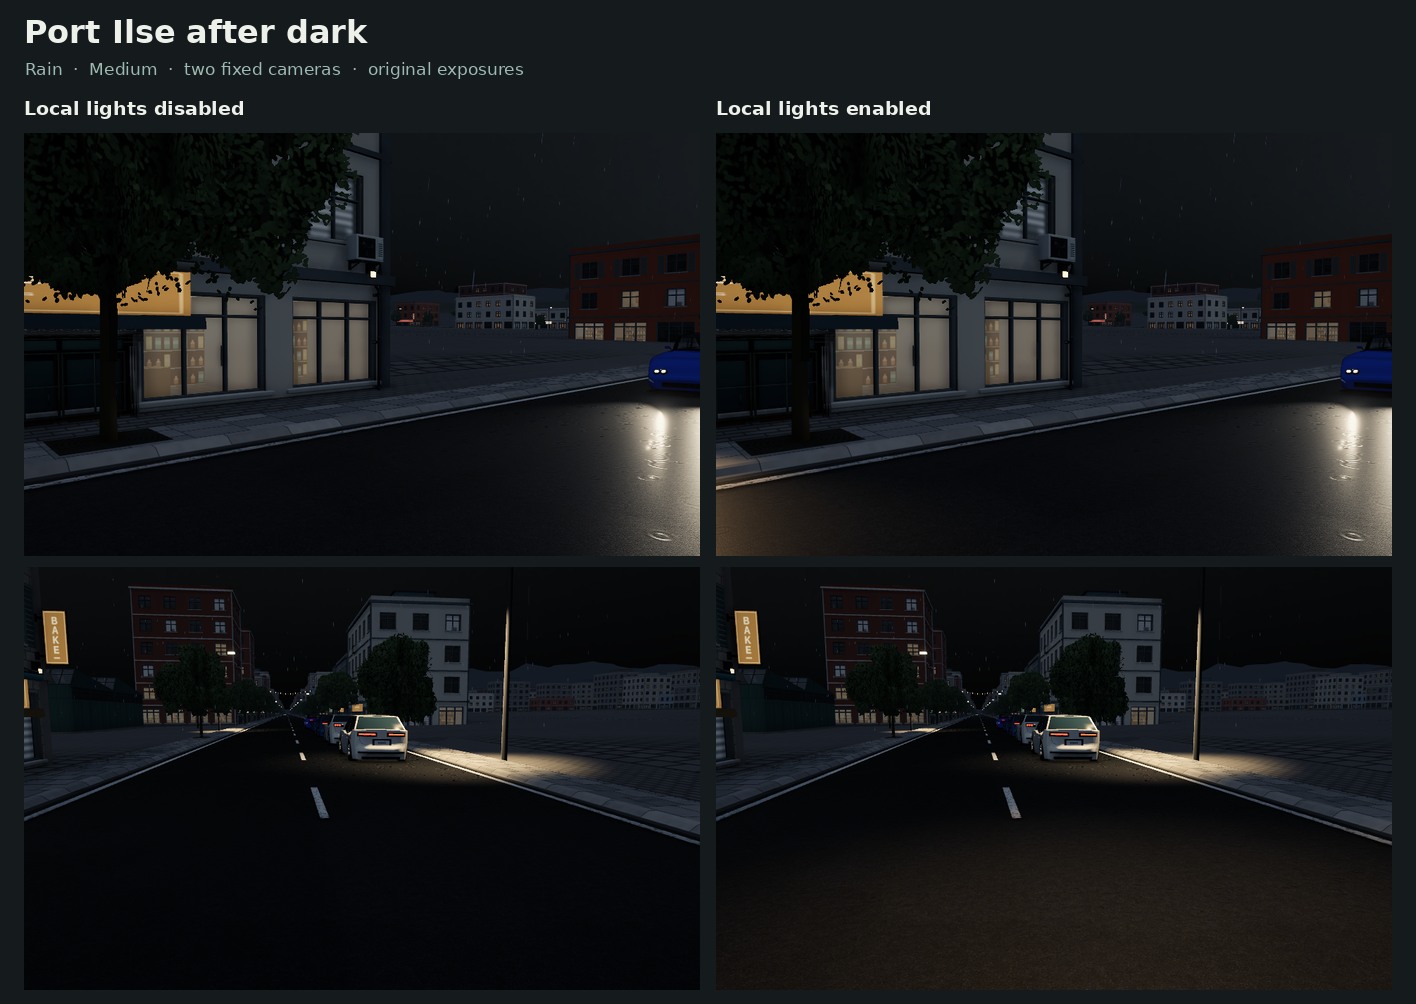 Port Ilse after dark
Rain · Medium · two fixed cameras · original exposures
Local lights disabled
Local lights enabled
BAKE
BAKE